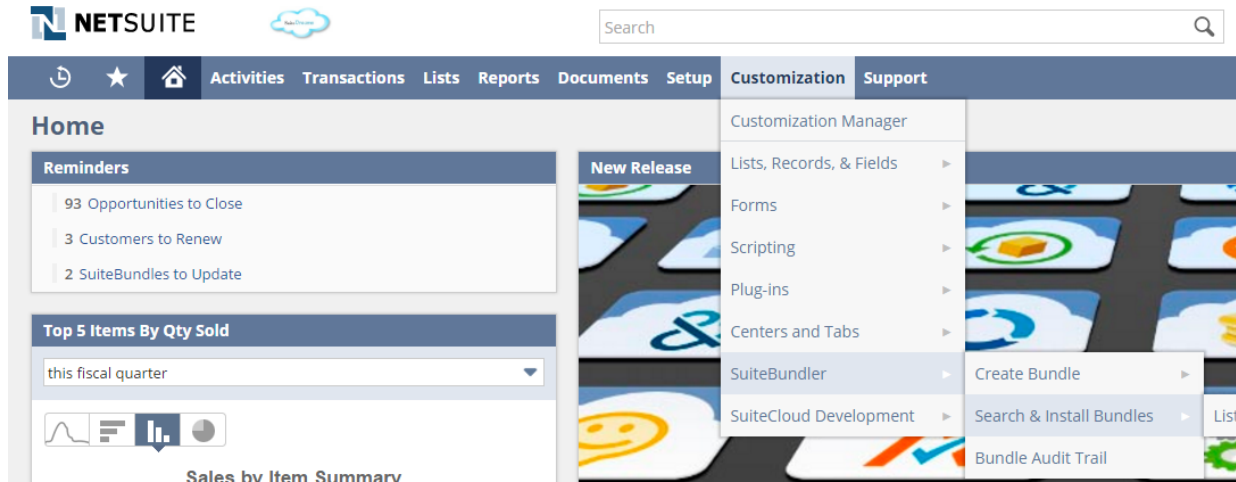 NETSUITE
Search
Activities Transactions Lists Reports Documents Setup Customization Support
Home
Customization Manager
Reminders
New Release
Lists, Records, & Fields
93 Opportunities to Close
Forms
3 Customers to Renew
Scripting
2 SuiteBundles to Update
Plug-ins
Top 5 Items By Qty Sold
Centers and Tabs
this fiscal quarter
SuiteBundler
Create Bundle
SuiteCloud Development
Search & Install Bundles
List
Bundle Audit Trail
Sales by Item Summary